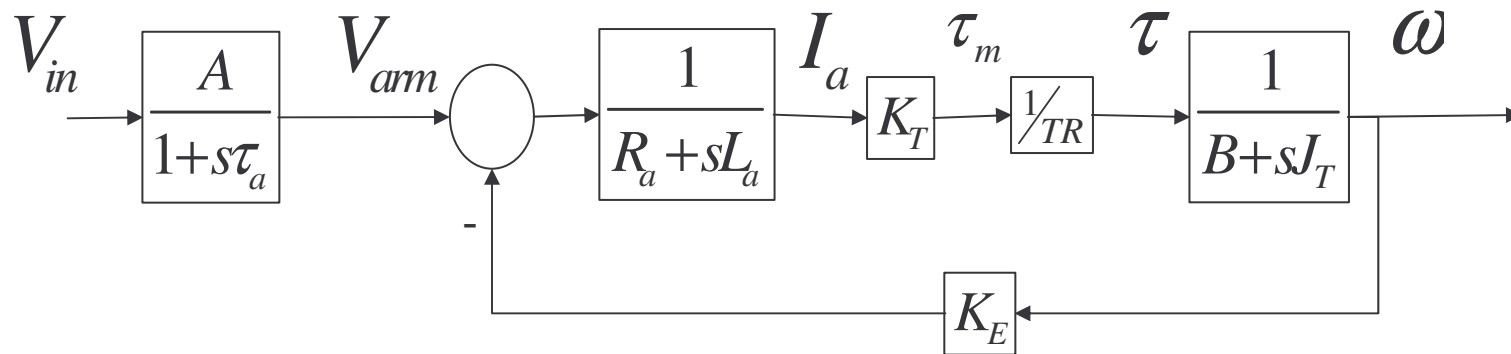 V_in
A
1+sτ_a
V_arm
1
R_a+sL_a
I_a
K_T
τ_m
1/TR
τ
1
B+sJ_T
ω
-
K_E